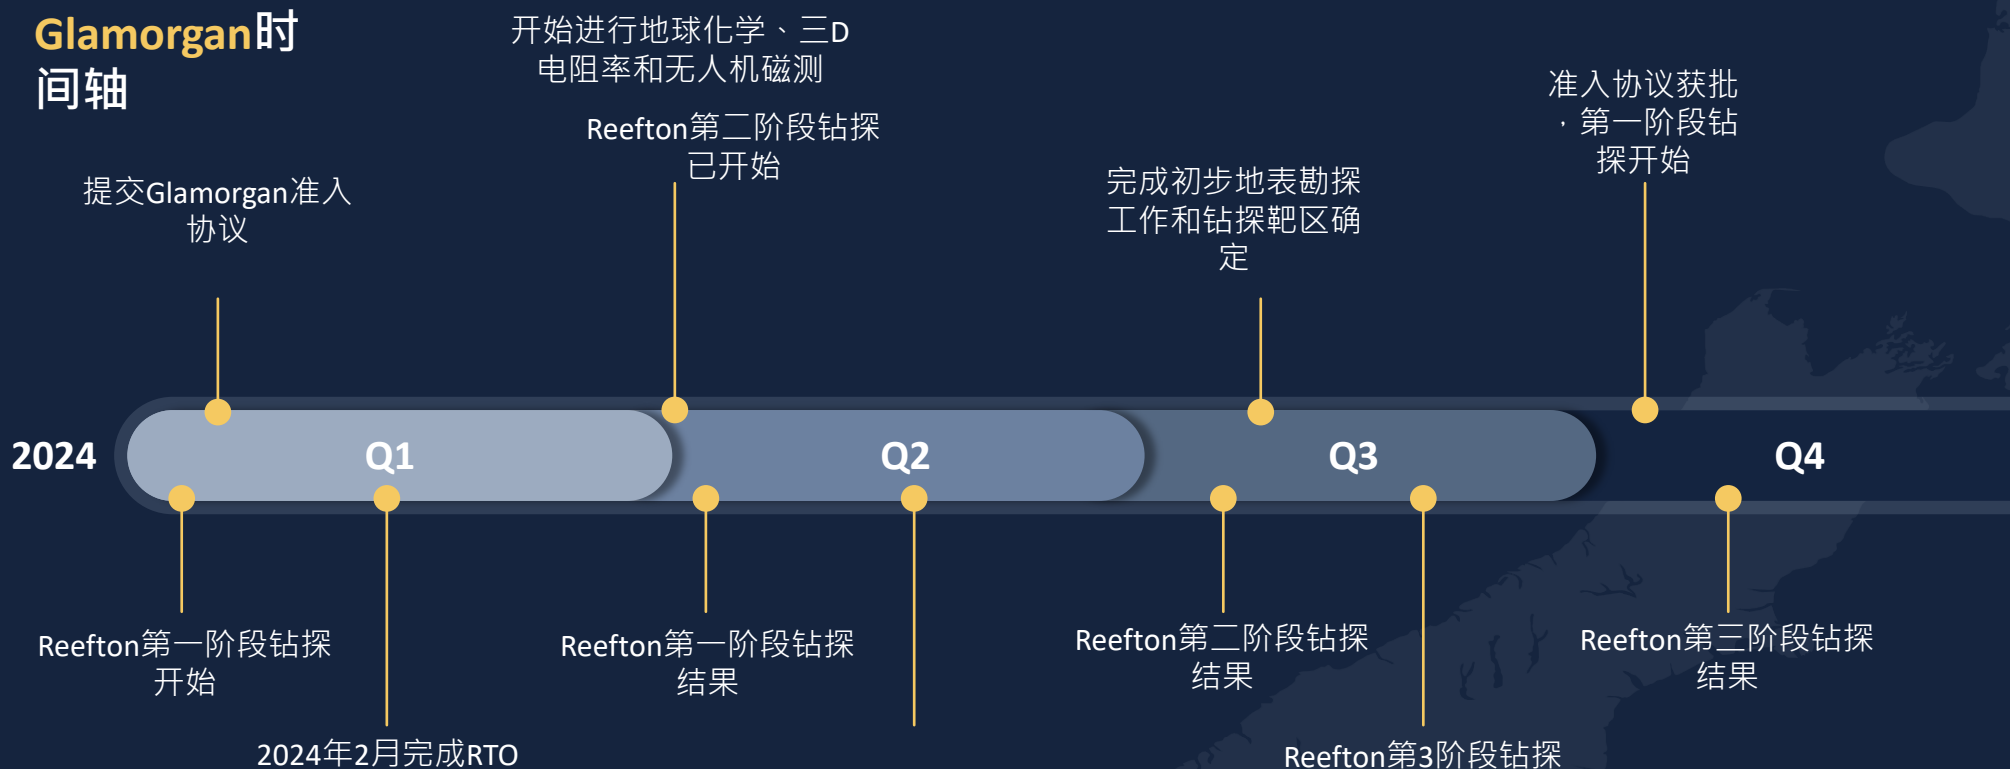 Glamorgan时
间轴
开始进行地球化学、三D
电阻率和无人机磁测
Reefton第二阶段钻探
已开始
提交Glamorgan准入
协议
完成初步地表勘探
工作和钻探靶区确
定
准入协议获批
，第一阶段钻
探开始
2024
Q1
Q2
Q3
Q4
Reefton第一阶段钻探
开始
2024年2月完成RTO
Reefton第一阶段钻探
结果
Reefton第二阶段钻探
结果
Reefton第3阶段钻探
Reefton第三阶段钻探
结果